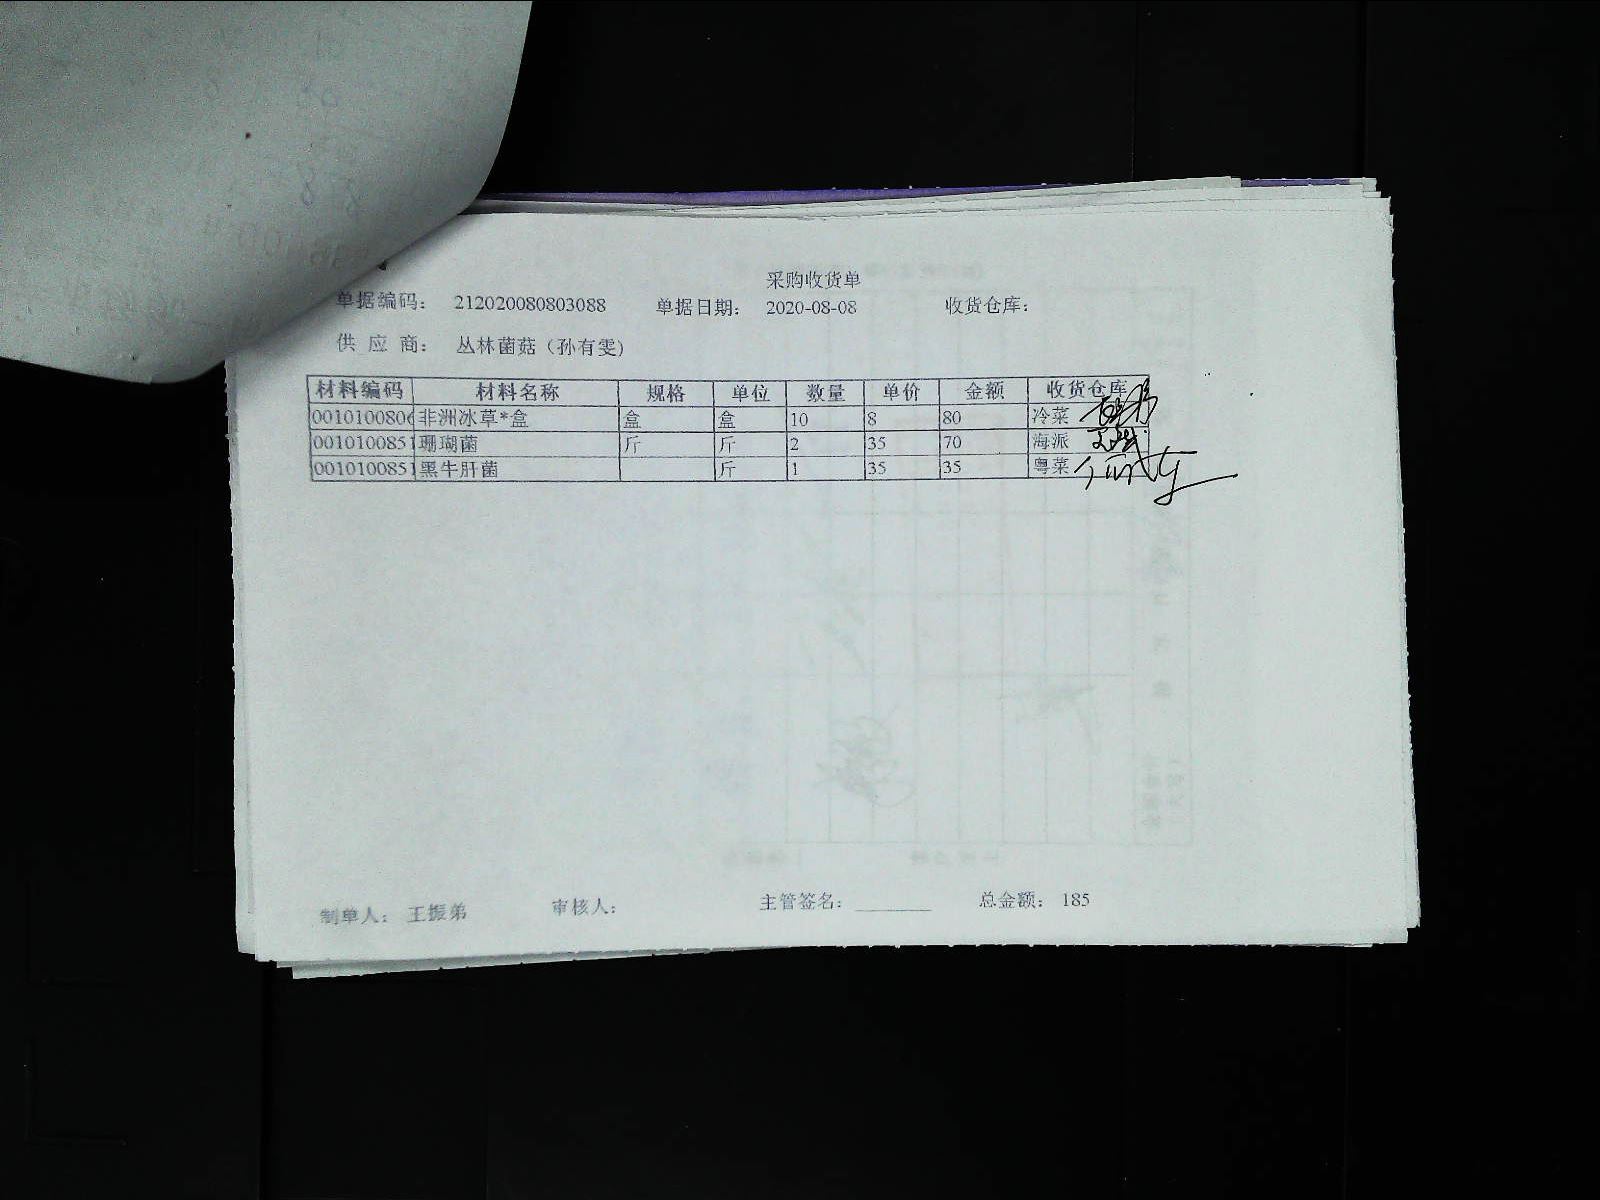 采购收货单
单据编码： 212020080803088 单据日期： 2020-08-08 收货仓库：
供 应 商： 丛林菌菇（孙有雯）
材料编码 材料名称 规格 单位 数量 单价 金额 收货仓库
0010100806 非洲冰草*盒 盒 盒 10 8 80 冷菜
0010100851 珊瑚菌 斤 斤 2 35 70 海派
0010100851 黑牛肝菌 斤 1 35 35 粤菜
制单人： 王振弟 审核人： 主管签名： 总金额： 185